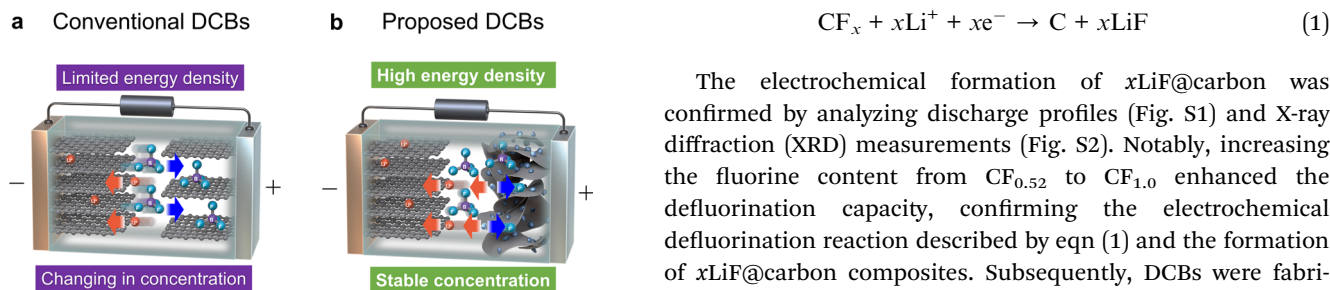 a Conventional DCBs
b Proposed DCBs
Limited energy density
High energy density
− +
− +
Changing in concentration
Stable concentration
CFₓ + xLi⁺ + xe⁻ → C + xLiF (1)
The electrochemical formation of xLiF@carbon was
confirmed by analyzing discharge profiles (Fig. S1) and X-ray
diffraction (XRD) measurements (Fig. S2). Notably, increasing
the fluorine content from CF₀.₅₂ to CF₁.₀ enhanced the
defluorination capacity, confirming the electrochemical
defluorination reaction described by eqn (1) and the formation
of xLiF@carbon composites. Subsequently, DCBs were fabri-